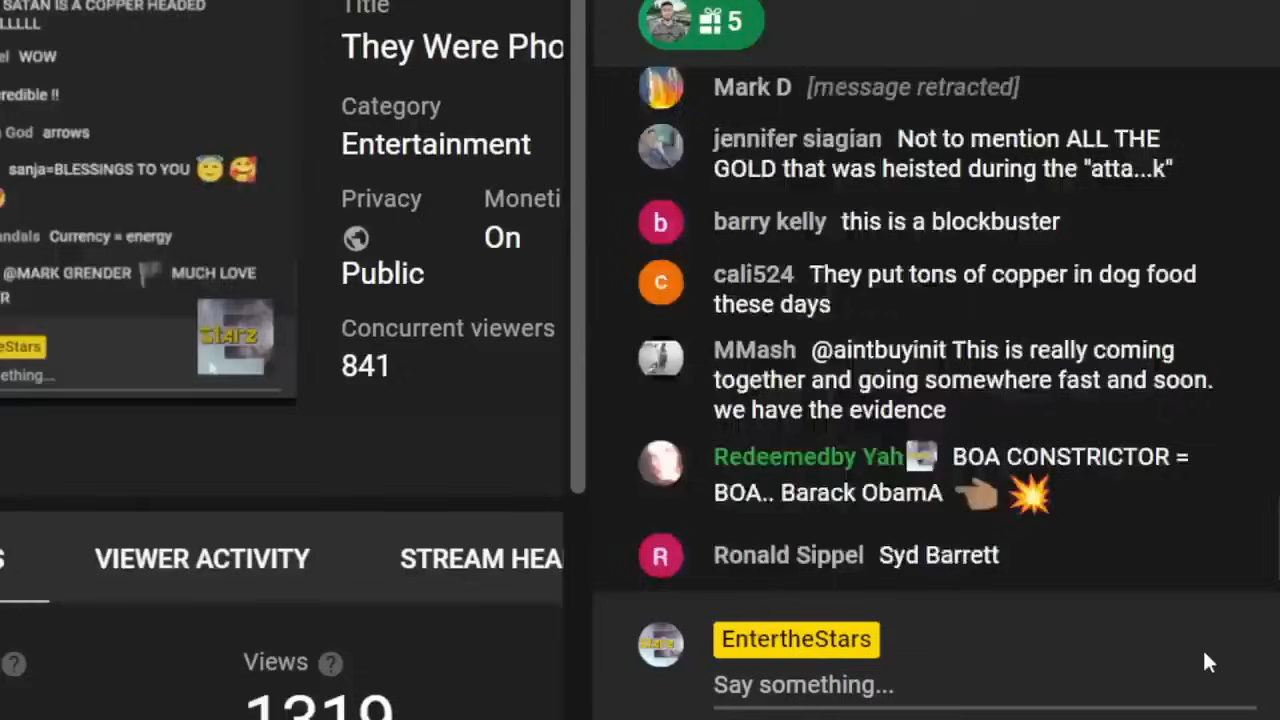 SATAN IS A COPPER HEADED
LLLLL
el WOW
redible !!
God arrows
sanja=BLESSINGS TO YOU
ndals Currency = energy
@MARK GRENDER MUCH LOVE
R
eStars
ething...
starz
Title
They Were Pho
Category
Entertainment
Privacy Moneti
On
Public
Concurrent viewers
841
S VIEWER ACTIVITY STREAM HEA
Views
1319
5
Mark D [message retracted]
jennifer siagian Not to mention ALL THE
GOLD that was heisted during the "atta...k"
b barry kelly this is a blockbuster
c cali524 They put tons of copper in dog food
these days
MMash @aintbuyinit This is really coming
together and going somewhere fast and soon.
we have the evidence
Redeemedby Yah BOA CONSTRICTOR =
BOA.. Barack ObamA
R Ronald Sippel Syd Barrett
EntertheStars
Say something...